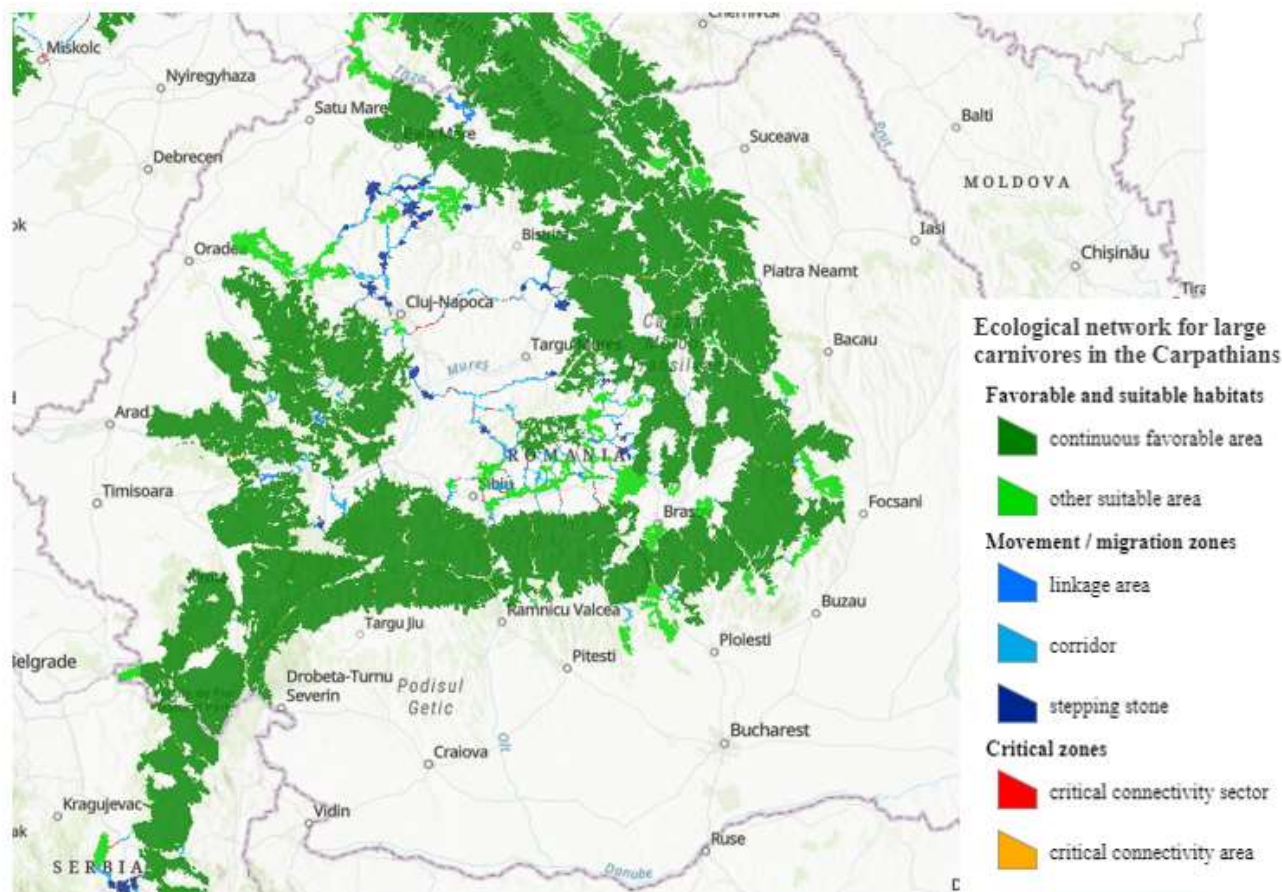 Miskolc
Nyiregyhaza
Satu Mare
Debrecen
Baia Mare
Suceava
Balti
MOLDOVA
Iasi
Chișinău
Oradea
Bistrita
Piatra Neamt
Cluj-Napoca
Mureș
Targu Mures
Bacau
Arad
ROMANIA
Timisoara
Sibiu
Focsani
Targu Jiu
Ramnicu Valcea
Buzau
Ploiesti
Belgrade
Pitesti
Drobeta-Turnu
Severin
Podisul
Getic
Bucharest
Craiova
Olt
Kragujevac
Vidin
Ruse
SERBIA
Danube
Ecological network for large
carnivores in the Carpathians
Favorable and suitable habitats
continuous favorable area
other suitable area
Movement / migration zones
linkage area
corridor
stepping stone
Critical zones
critical connectivity sector
critical connectivity area